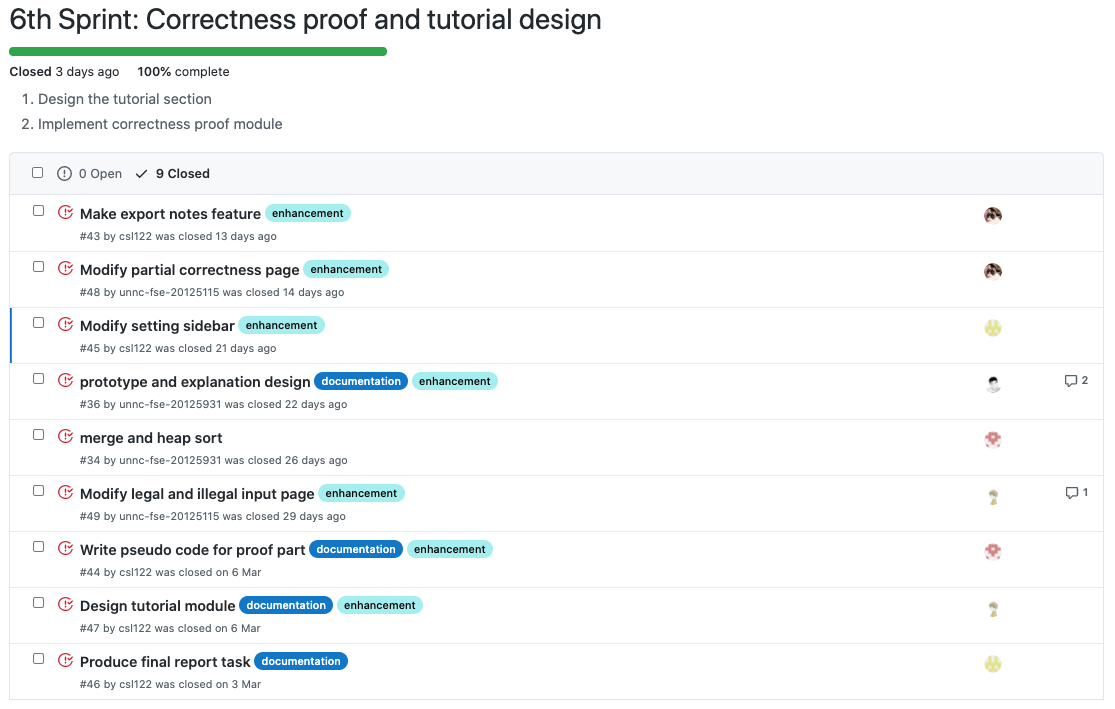 6th Sprint: Correctness proof and tutorial design
Closed 3 days ago 100% complete
1. Design the tutorial section
2. Implement correctness proof module
0 Open 9 Closed
Make export notes feature enhancement
#43 by csl122 was closed 13 days ago
Modify partial correctness page enhancement
#48 by unnc-fse-20125115 was closed 14 days ago
Modify setting sidebar enhancement
#45 by csl122 was closed 21 days ago
prototype and explanation design documentation enhancement 2
#36 by unnc-fse-20125931 was closed 22 days ago
merge and heap sort
#34 by unnc-fse-20125931 was closed 26 days ago
Modify legal and illegal input page enhancement 1
#49 by unnc-fse-20125115 was closed 29 days ago
Write pseudo code for proof part documentation enhancement
#44 by csl122 was closed on 6 Mar
Design tutorial module documentation enhancement
#47 by csl122 was closed on 6 Mar
Produce final report task documentation
#46 by csl122 was closed on 3 Mar